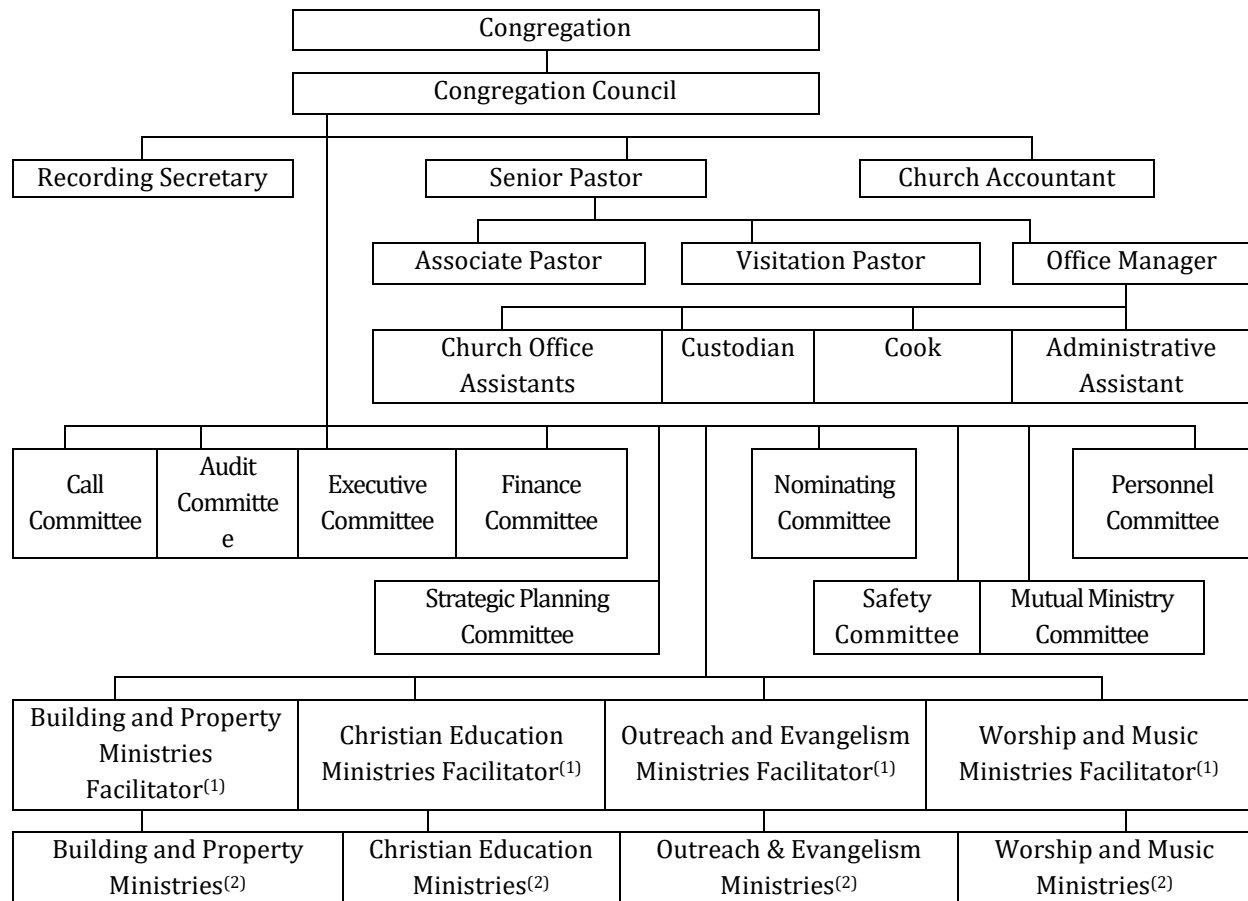 Congregation
Congregation Council
Recording Secretary
Senior Pastor
Church Accountant
Associate Pastor
Visitation Pastor
Office Manager
Church Office
Assistants
Custodian
Cook
Administrative
Assistant
Call
Committee
Audit
Committe
e
Executive
Committee
Finance
Committee
Nominating
Committee
Personnel
Committee
Strategic Planning
Committee
Safety
Committee
Mutual Ministry
Committee
Building and Property
Ministries
Facilitator(1)
Christian Education
Ministries Facilitator(1)
Outreach and Evangelism
Ministries Facilitator(1)
Worship and Music
Ministries Facilitator(1)
Building and Property
Ministries(2)
Christian Education
Ministries(2)
Outreach & Evangelism
Ministries(2)
Worship and Music
Ministries(2)